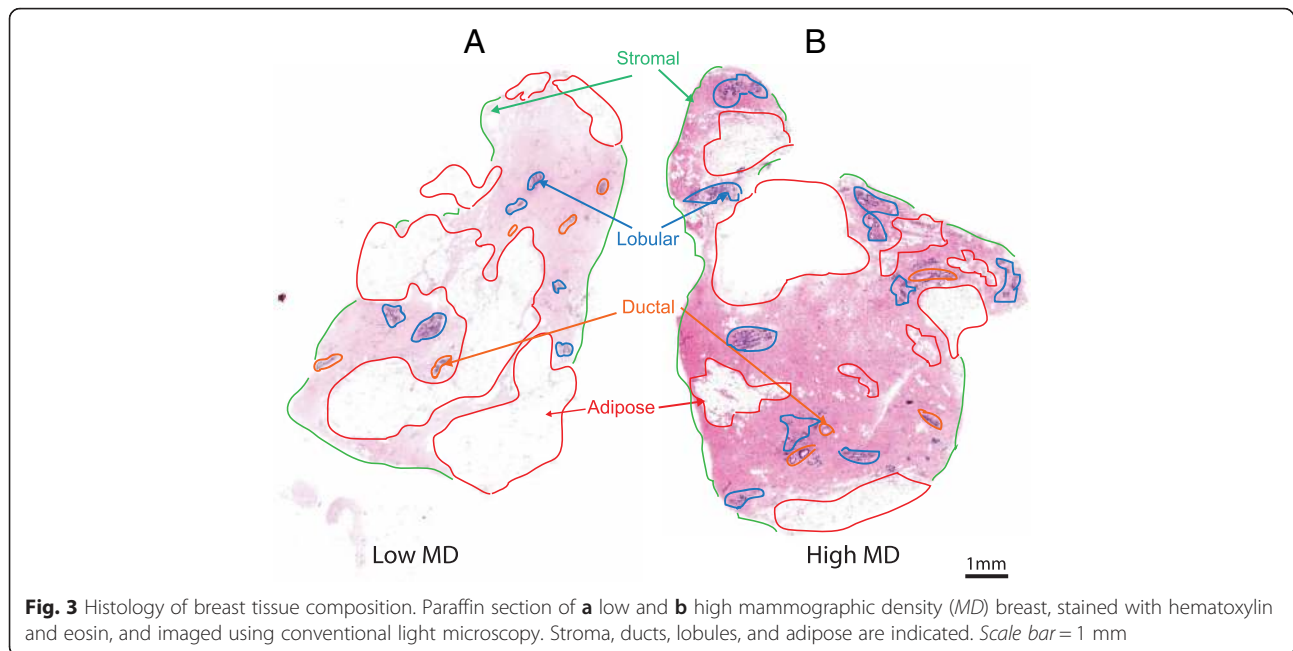 A
B
Stromal
Lobular
Ductal
Adipose
Low MD
High MD
1mm
Fig. 3 Histology of breast tissue composition. Paraffin section of a low and b high mammographic density (MD) breast, stained with hematoxylin
and eosin, and imaged using conventional light microscopy. Stroma, ducts, lobules, and adipose are indicated. Scale bar = 1 mm